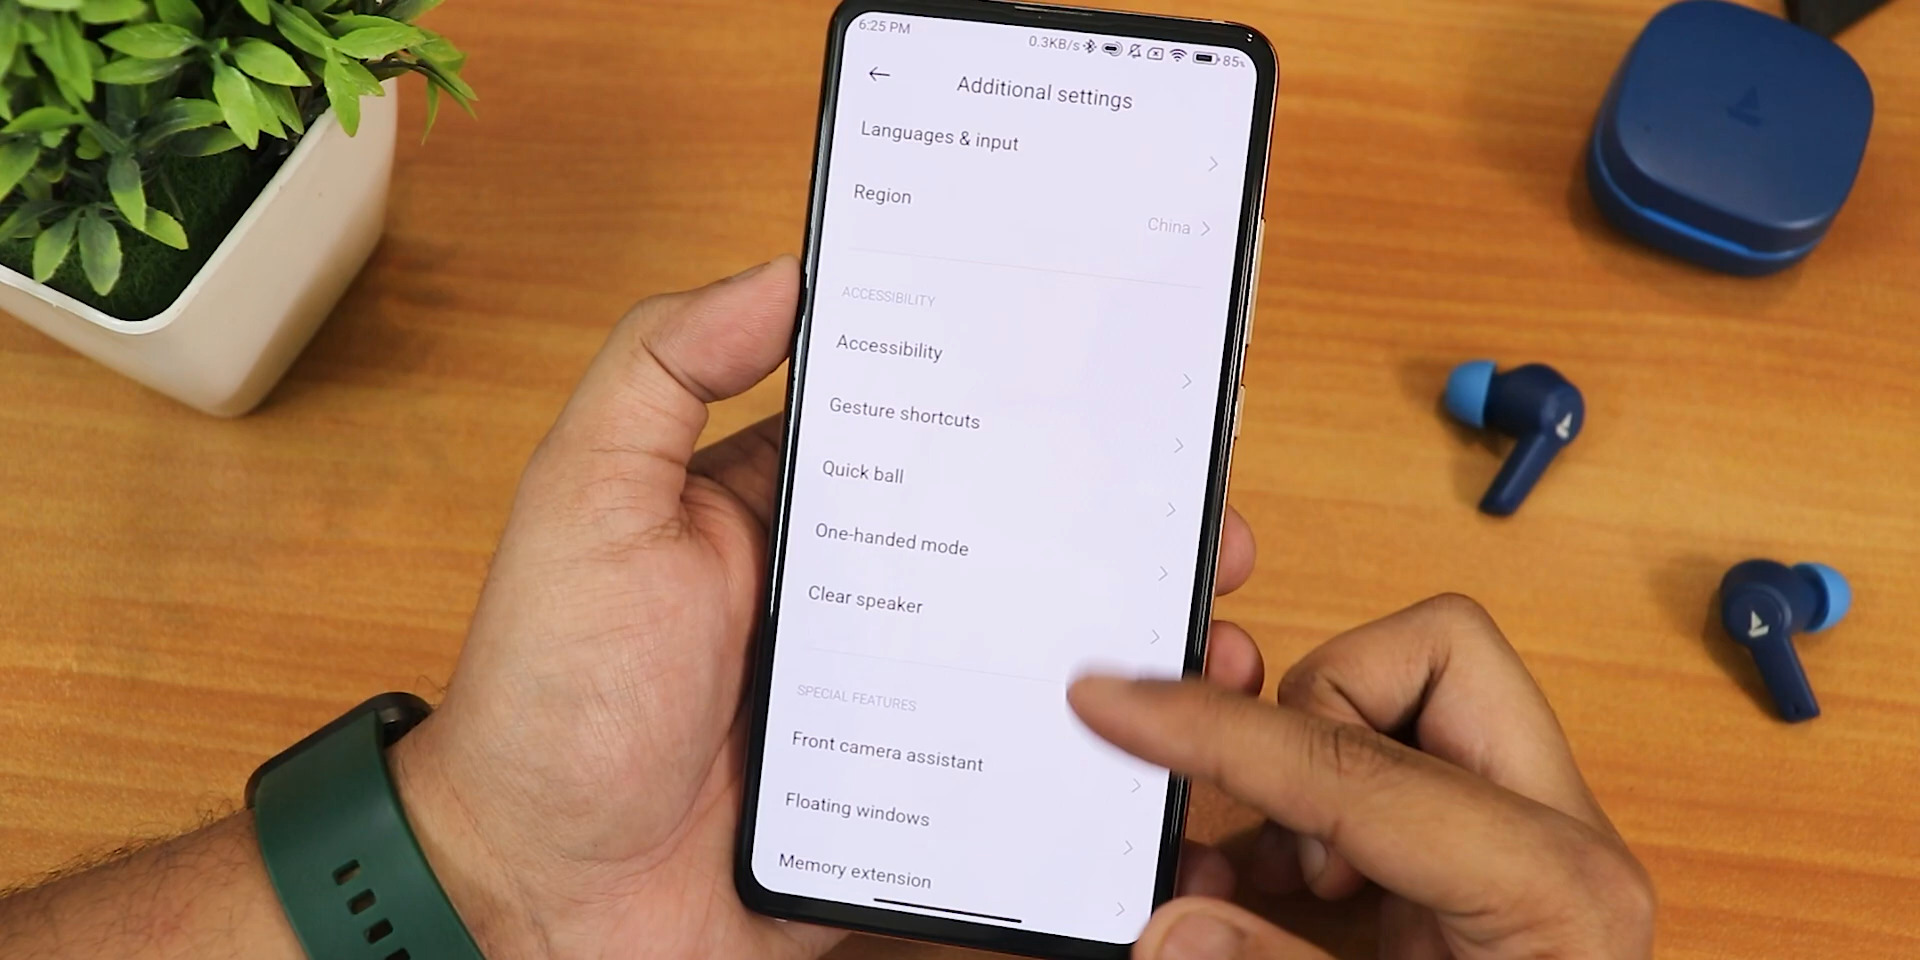 6:25 PM
0.3KB/s 85%
Additional settings
Languages & input
Region
China
ACCESSIBILITY
Accessibility
Gesture shortcuts
Quick ball
One-handed mode
Clear speaker
SPECIAL FEATURES
Front camera assistant
Floating windows
Memory extension